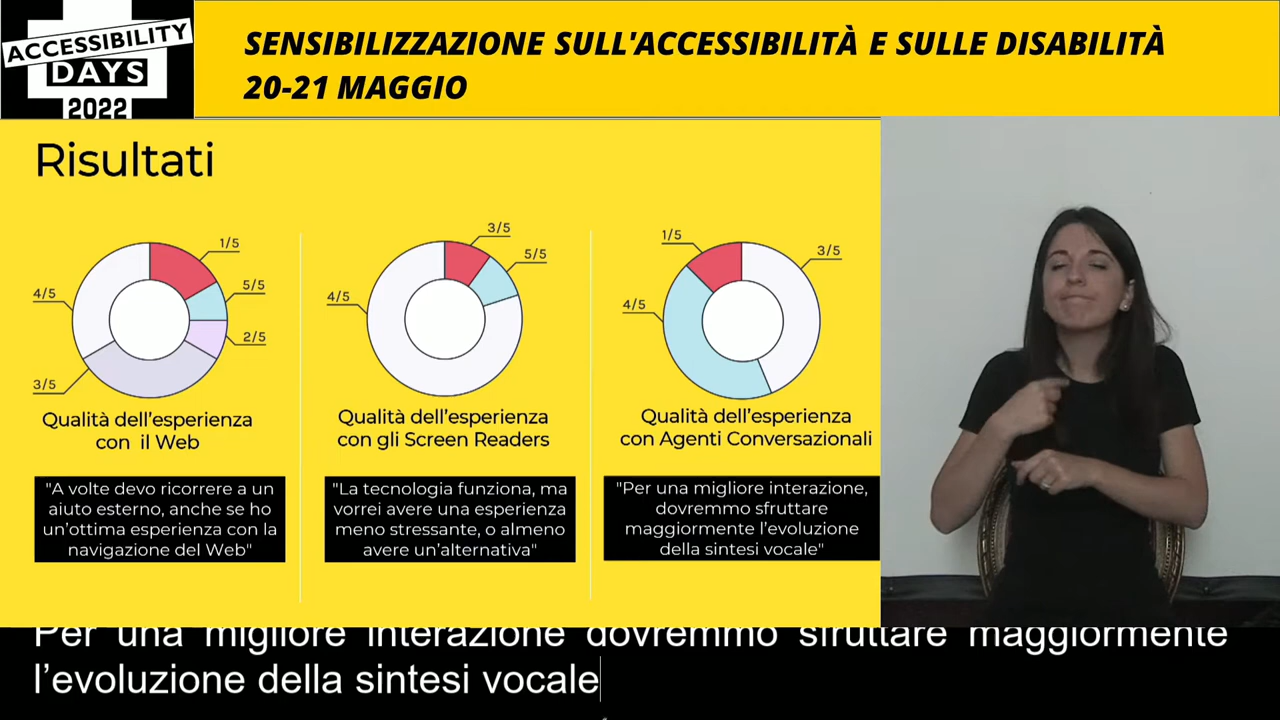 ACCESSIBILITY
DAYS
2022
SENSIBILIZZAZIONE SULL'ACCESSIBILITÀ E SULLE DISABILITÀ
20-21 MAGGIO
Risultati
1/5
5/5
2/5
3/5
4/5
Qualità dell'esperienza
con il Web
"A volte devo ricorrere a un
aiuto esterno, anche se ho
un'ottima esperienza con la
navigazione del Web"
3/5
5/5
4/5
Qualità dell'esperienza
con gli Screen Readers
"La tecnologia funziona, ma
vorrei avere una esperienza
meno stressante, o almeno
avere un'alternativa"
1/5
3/5
4/5
Qualità dell'esperienza
con Agenti Conversazionali
"Per una migliore interazione,
dovremmo sfruttare
maggiormente l'evoluzione
della sintesi vocale"
Per una migliore interazione dovremmo sfruttare maggiormente
l'evoluzione della sintesi vocale